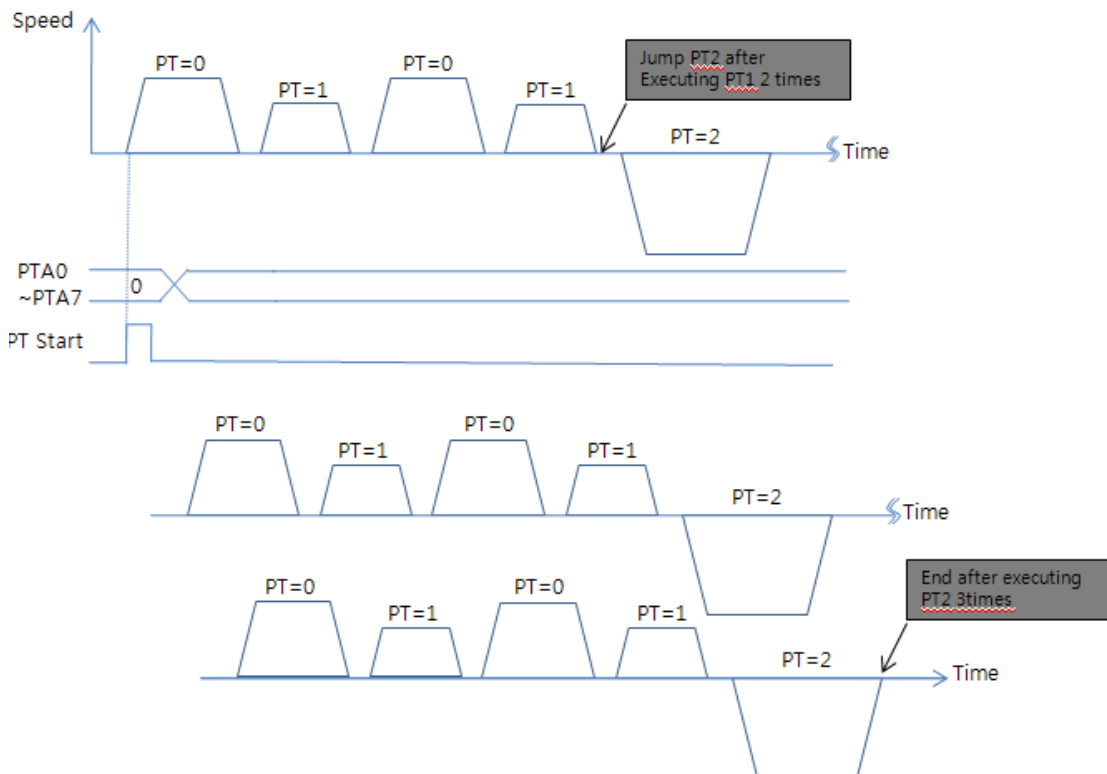 Speed
PT=0
PT=1
PT=0
PT=1
Jump PT2 after
Executing PT1 2 times
PT=2
Time
PTA0
~PTA7
0
PT Start
PT=0
PT=1
PT=0
PT=1
PT=2
Time
End after executing
PT2 3times
PT=0
PT=1
PT=0
PT=1
PT=2
Time